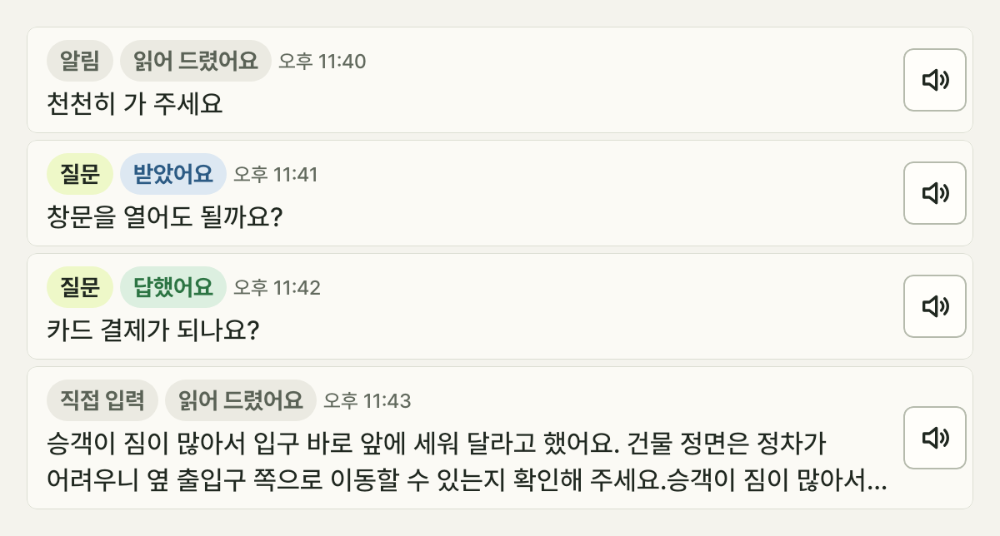 알림 읽어 드렸어요 오후 11:40
천천히 가 주세요
질문 받았어요 오후 11:41
창문을 열어도 될까요?
질문 답했어요 오후 11:42
카드 결제가 되나요?
직접 입력 읽어 드렸어요 오후 11:43
승객이 짐이 많아서 입구 바로 앞에 세워 달라고 했어요. 건물 정면은 정차가
어려우니 옆 출입구 쪽으로 이동할 수 있는지 확인해 주세요.승객이 짐이 많아서...